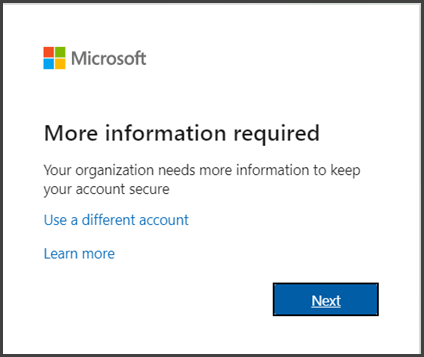 Microsoft
More information required
Your organization needs more information to keep
your account secure
Use a different account
Learn more
Next